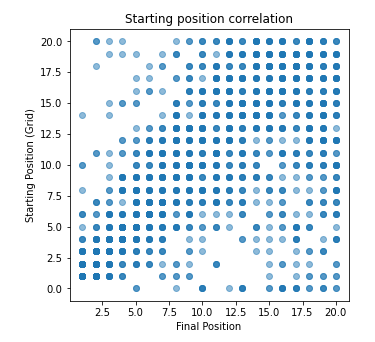 Starting position correlation
20.0
17.5
15.0
12.5
10.0
7.5
5.0
2.5
0.0
Starting Position (Grid)
2.5 5.0 7.5 10.0 12.5 15.0 17.5 20.0
Final Position